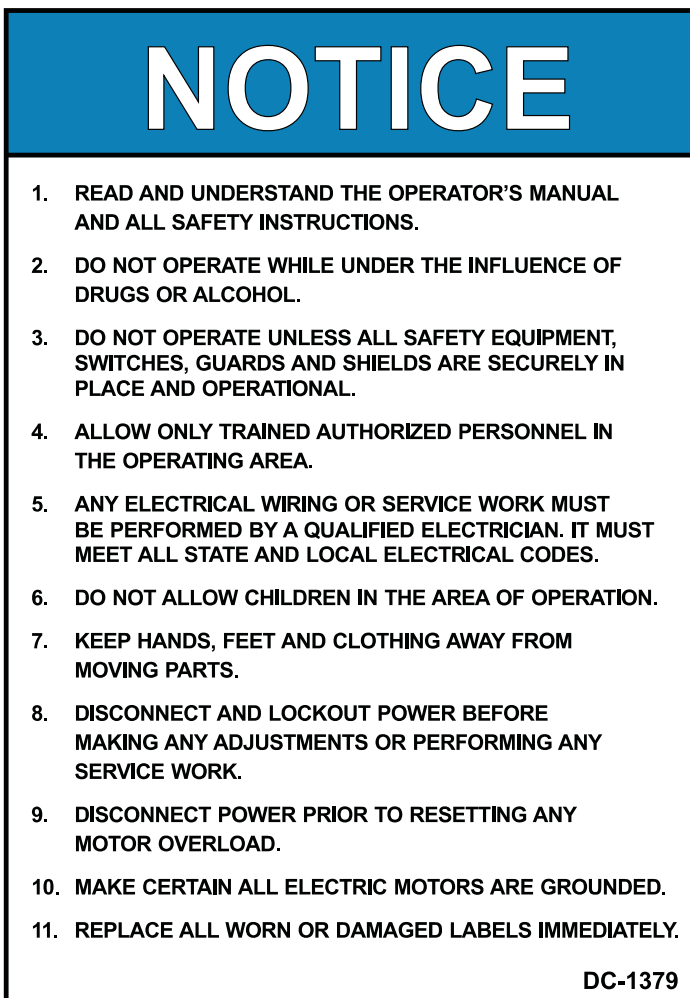 NOTICE
1. READ AND UNDERSTAND THE OPERATOR'S MANUAL
AND ALL SAFETY INSTRUCTIONS.
2. DO NOT OPERATE WHILE UNDER THE INFLUENCE OF
DRUGS OR ALCOHOL.
3. DO NOT OPERATE UNLESS ALL SAFETY EQUIPMENT,
SWITCHES, GUARDS AND SHIELDS ARE SECURELY IN
PLACE AND OPERATIONAL.
4. ALLOW ONLY TRAINED AUTHORIZED PERSONNEL IN
THE OPERATING AREA.
5. ANY ELECTRICAL WIRING OR SERVICE WORK MUST
BE PERFORMED BY A QUALIFIED ELECTRICIAN. IT MUST
MEET ALL STATE AND LOCAL ELECTRICAL CODES.
6. DO NOT ALLOW CHILDREN IN THE AREA OF OPERATION.
7. KEEP HANDS, FEET AND CLOTHING AWAY FROM
MOVING PARTS.
8. DISCONNECT AND LOCKOUT POWER BEFORE
MAKING ANY ADJUSTMENTS OR PERFORMING ANY
SERVICE WORK.
9. DISCONNECT POWER PRIOR TO RESETTING ANY
MOTOR OVERLOAD.
10. MAKE CERTAIN ALL ELECTRIC MOTORS ARE GROUNDED.
11. REPLACE ALL WORN OR DAMAGED LABELS IMMEDIATELY.
DC-1379